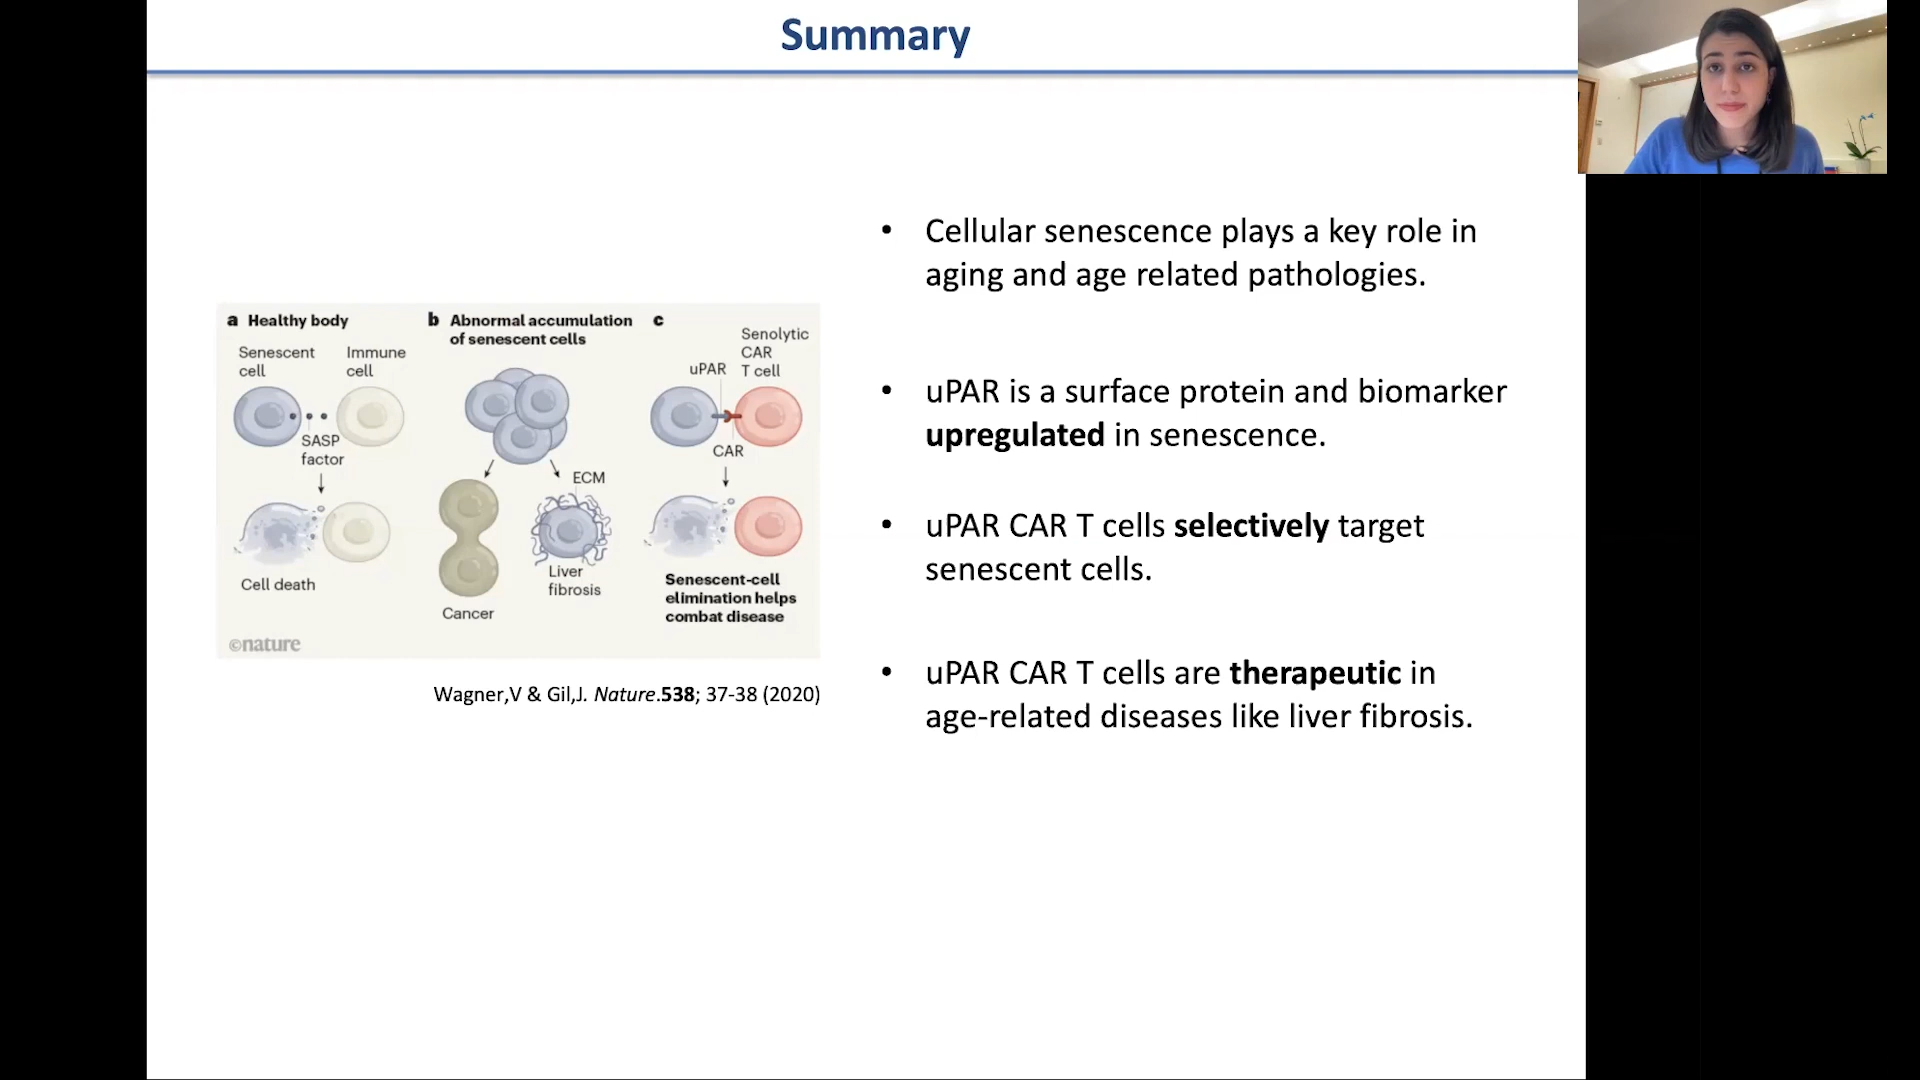 Summary
a Healthy body
Senescent cell
Immune cell
SASP factor
Cell death
b Abnormal accumulation of senescent cells
ECM
Cancer
Liver fibrosis
c
uPAR
Senolytic CAR T cell
CAR
Senescent-cell elimination helps combat disease
©nature
Wagner,V & Gil,J. Nature.538; 37-38 (2020)
• Cellular senescence plays a key role in
aging and age related pathologies.
• uPAR is a surface protein and biomarker
upregulated in senescence.
• uPAR CAR T cells selectively target
senescent cells.
• uPAR CAR T cells are therapeutic in
age-related diseases like liver fibrosis.